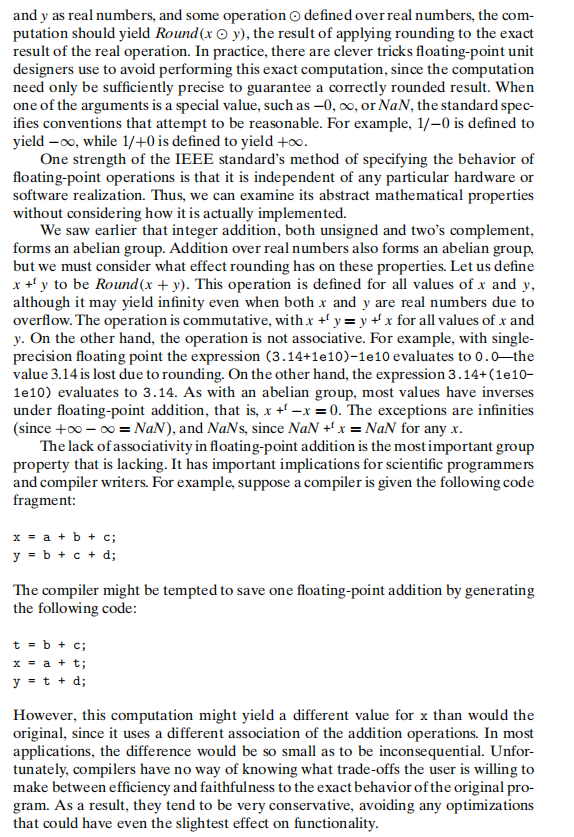 and y as real numbers, and some operation ⊙ defined over real numbers, the com-
putation should yield Round(x ⊙ y), the result of applying rounding to the exact
result of the real operation. In practice, there are clever tricks floating-point unit
designers use to avoid performing this exact computation, since the computation
need only be sufficiently precise to guarantee a correctly rounded result. When
one of the arguments is a special value, such as −0, ∞, or NaN, the standard spec-
ifies conventions that attempt to be reasonable. For example, 1/−0 is defined to
yield −∞, while 1/+0 is defined to yield +∞.
One strength of the IEEE standard's method of specifying the behavior of
floating-point operations is that it is independent of any particular hardware or
software realization. Thus, we can examine its abstract mathematical properties
without considering how it is actually implemented.
We saw earlier that integer addition, both unsigned and two's complement,
forms an abelian group. Addition over real numbers also forms an abelian group,
but we must consider what effect rounding has on these properties. Let us define
x +ᶠ y to be Round(x + y). This operation is defined for all values of x and y,
although it may yield infinity even when both x and y are real numbers due to
overflow. The operation is commutative, with x +ᶠ y = y +ᶠ x for all values of x and
y. On the other hand, the operation is not associative. For example, with single-
precision floating point the expression (3.14+1e10)-1e10 evaluates to 0.0—the
value 3.14 is lost due to rounding. On the other hand, the expression 3.14+(1e10-
1e10) evaluates to 3.14. As with an abelian group, most values have inverses
under floating-point addition, that is, x +ᶠ −x = 0. The exceptions are infinities
(since +∞ − ∞ = NaN), and NaNs, since NaN +ᶠ x = NaN for any x.
The lack of associativity in floating-point addition is the most important group
property that is lacking. It has important implications for scientific programmers
and compiler writers. For example, suppose a compiler is given the following code
fragment:
x = a + b + c;
y = b + c + d;
The compiler might be tempted to save one floating-point addition by generating
the following code:
t = b + c;
x = a + t;
y = t + d;
However, this computation might yield a different value for x than would the
original, since it uses a different association of the addition operations. In most
applications, the difference would be so small as to be inconsequential. Unfor-
tunately, compilers have no way of knowing what trade-offs the user is willing to
make between efficiency and faithfulness to the exact behavior of the original pro-
gram. As a result, they tend to be very conservative, avoiding any optimizations
that could have even the slightest effect on functionality.